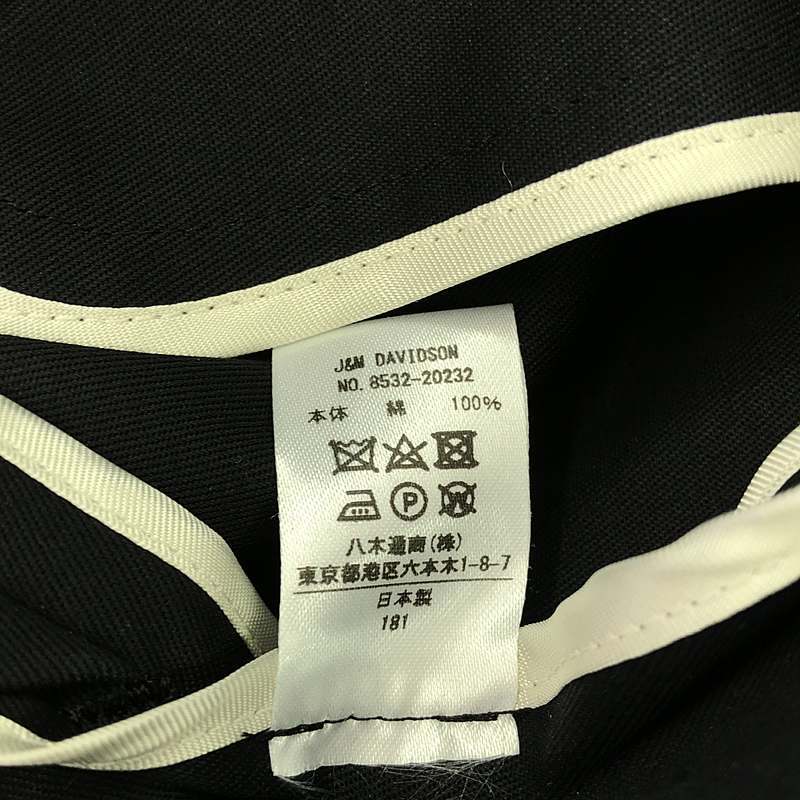 J&M DAVIDSON
NO. 8532-20232
本体 綿 100%
P W
八木通商(株)
東京都港区六本木1-8-7
日本製
181